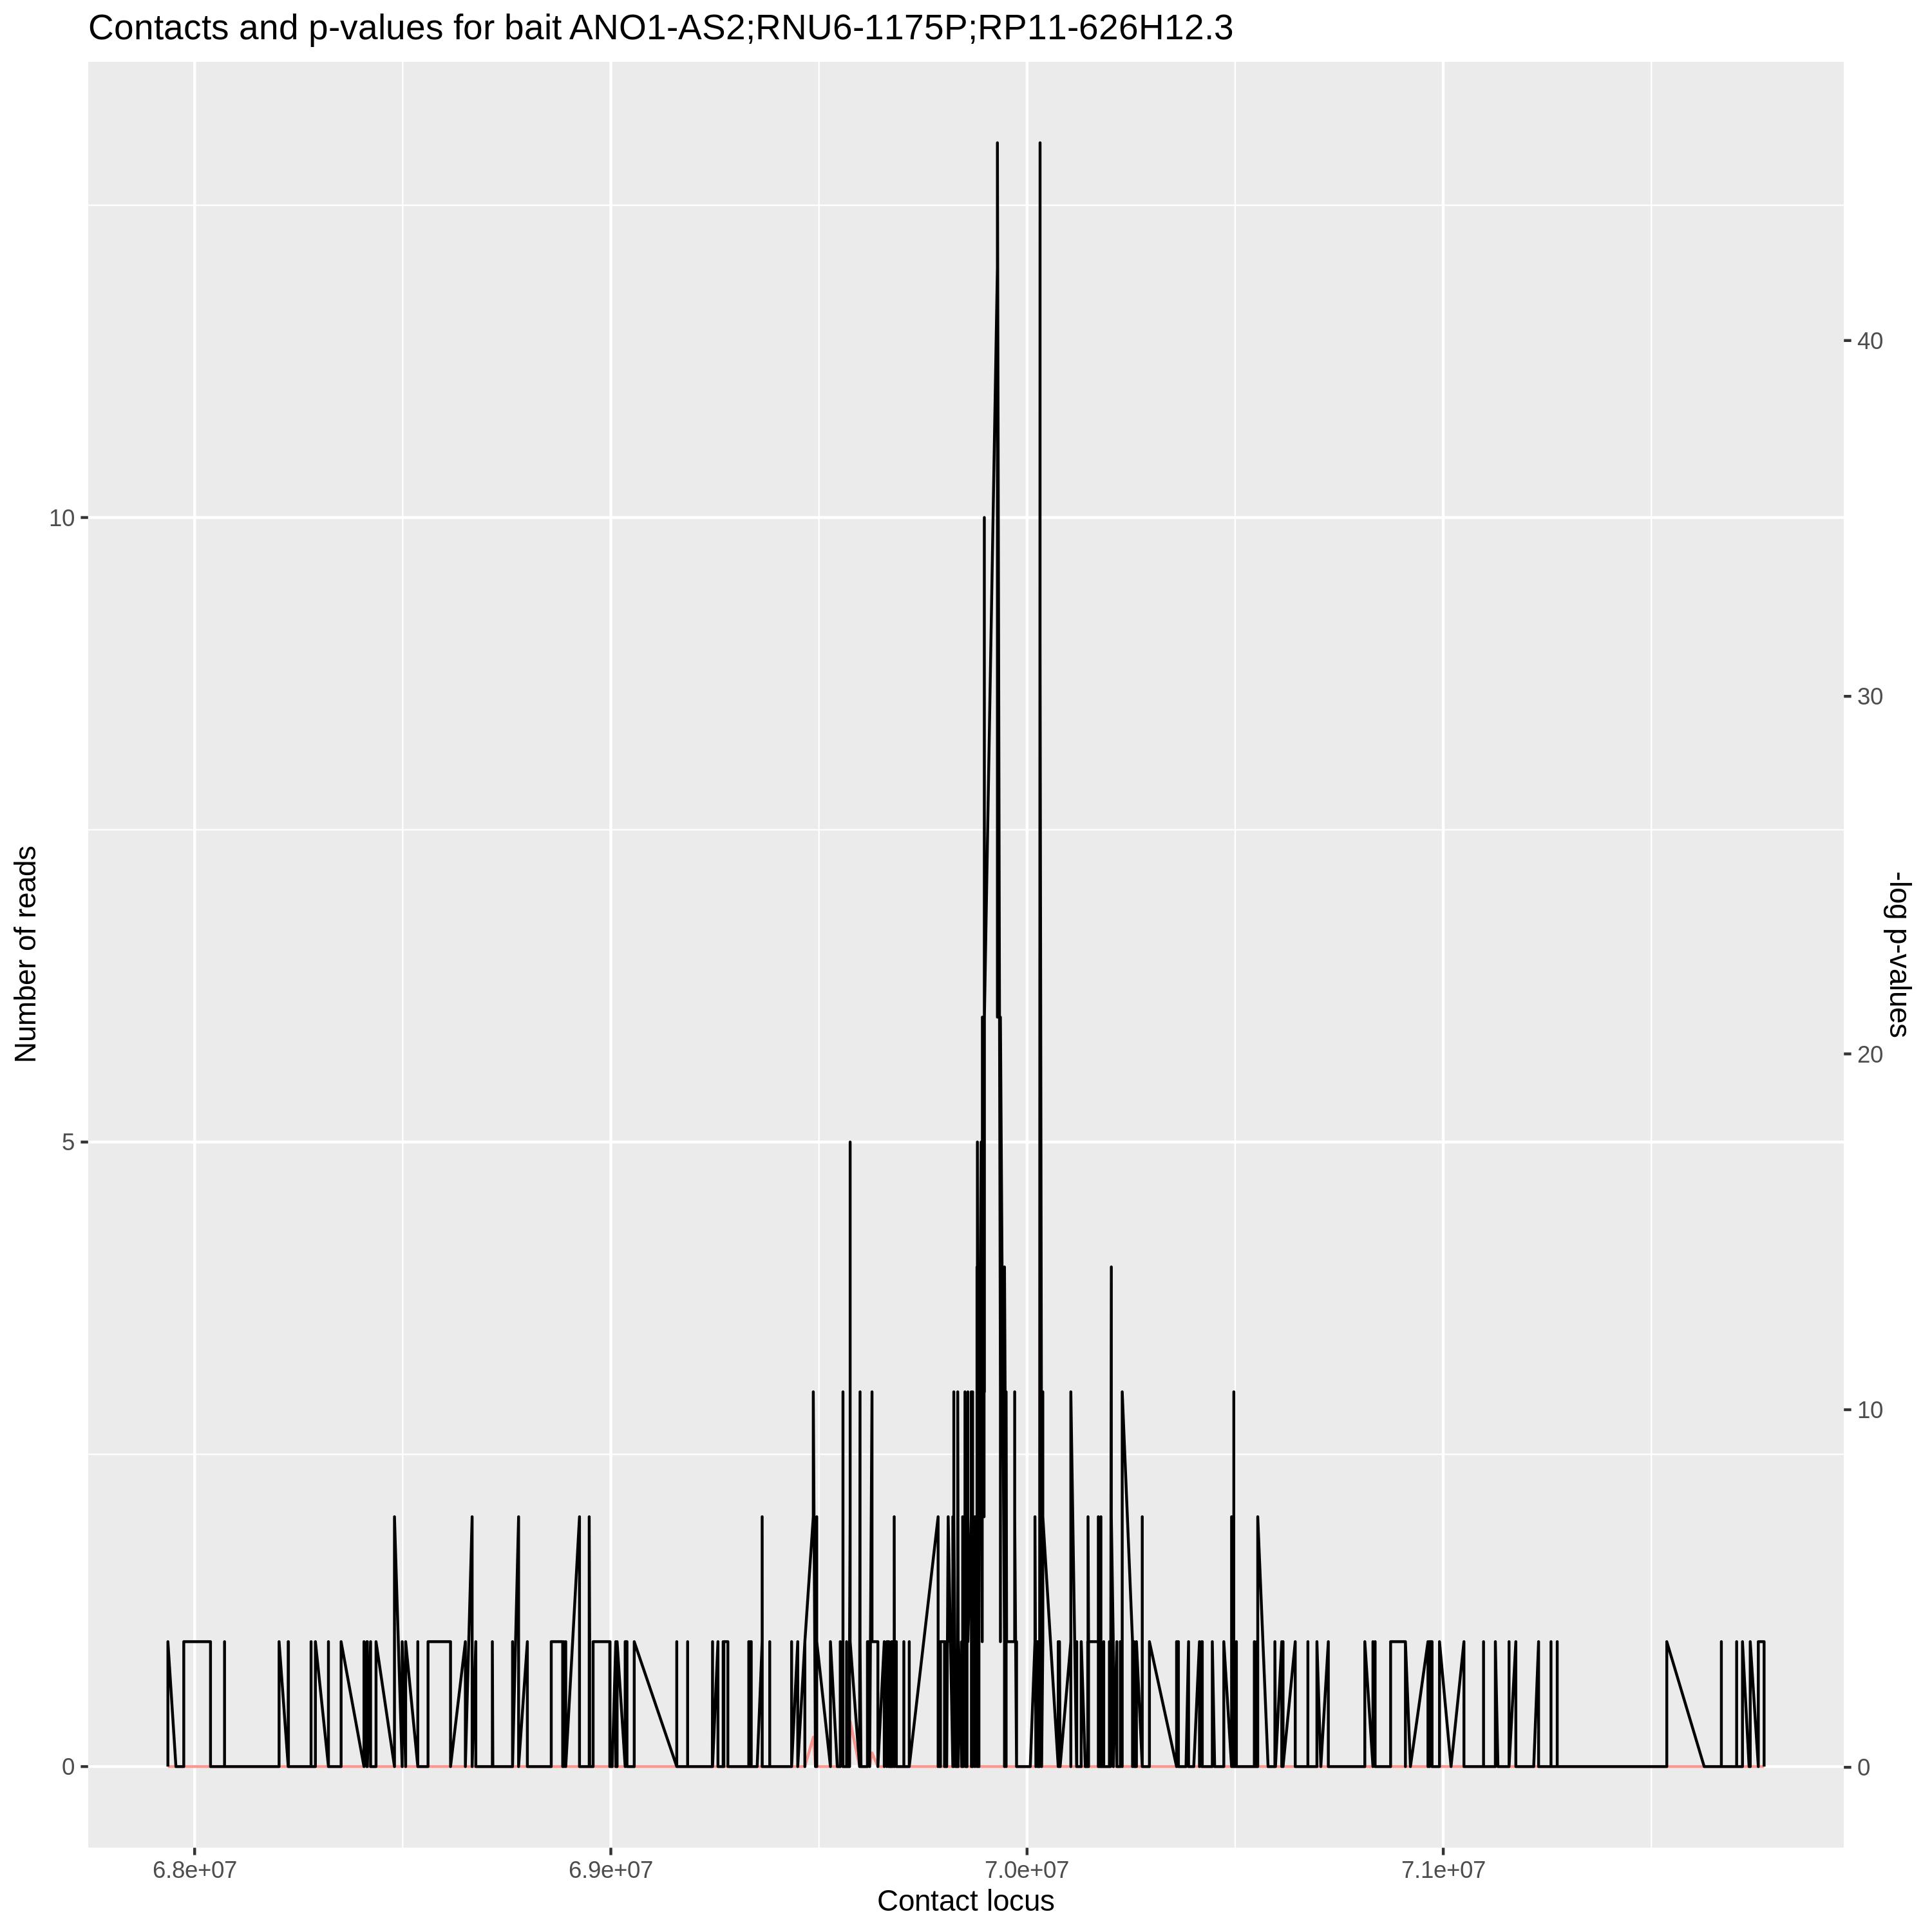 Contacts and p-values for bait ANO1-AS2;RNU6-1175P;RP11-626H12.3
Number of reads
10
5
0
40
30
20
10
0
-log p-values
6.8e+07 6.9e+07 7.0e+07 7.1e+07
Contact locus